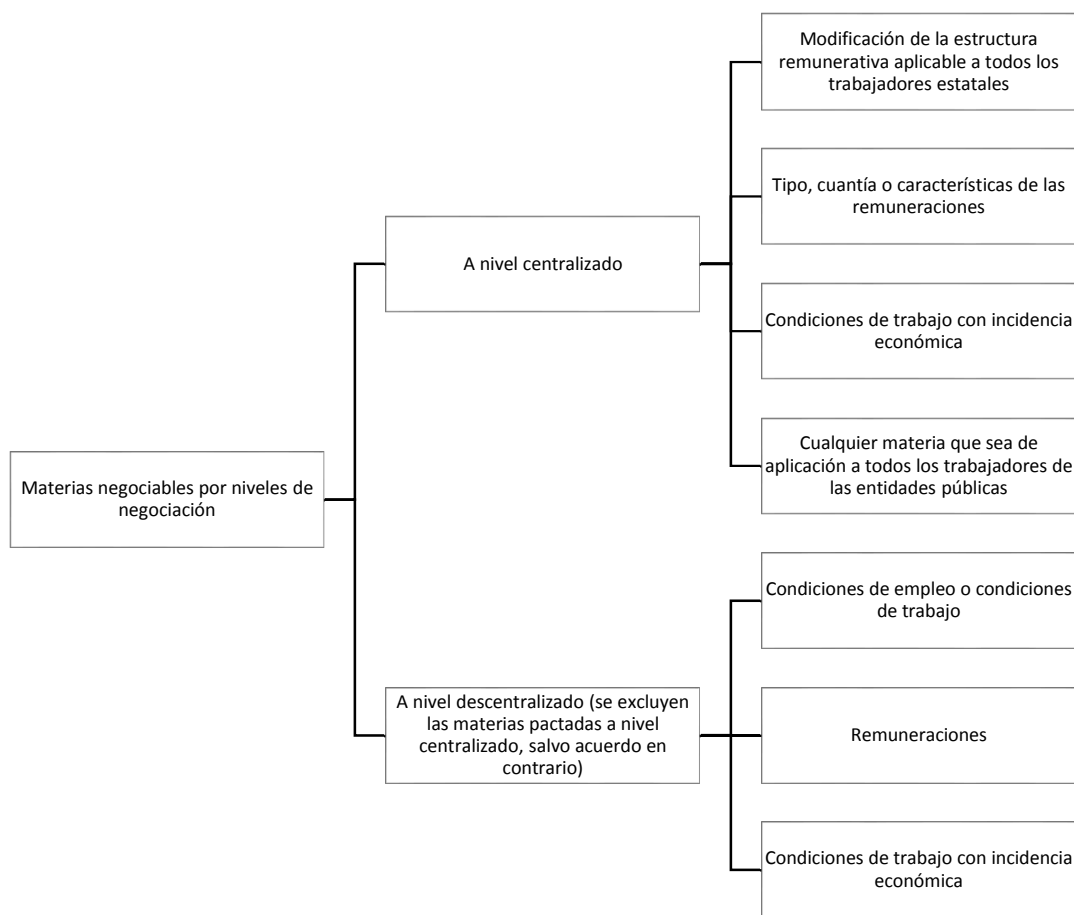 Materias negociables por niveles de
negociación
A nivel centralizado
Modificación de la estructura
remunerativa aplicable a todos los
trabajadores estatales
Tipo, cuantía o características de las
remuneraciones
Condiciones de trabajo con incidencia
económica
Cualquier materia que sea de
aplicación a todos los trabajadores de
las entidades públicas
A nivel descentralizado (se excluyen
las materias pactadas a nivel
centralizado, salvo acuerdo en
contrario)
Condiciones de empleo o condiciones
de trabajo
Remuneraciones
Condiciones de trabajo con incidencia
económica